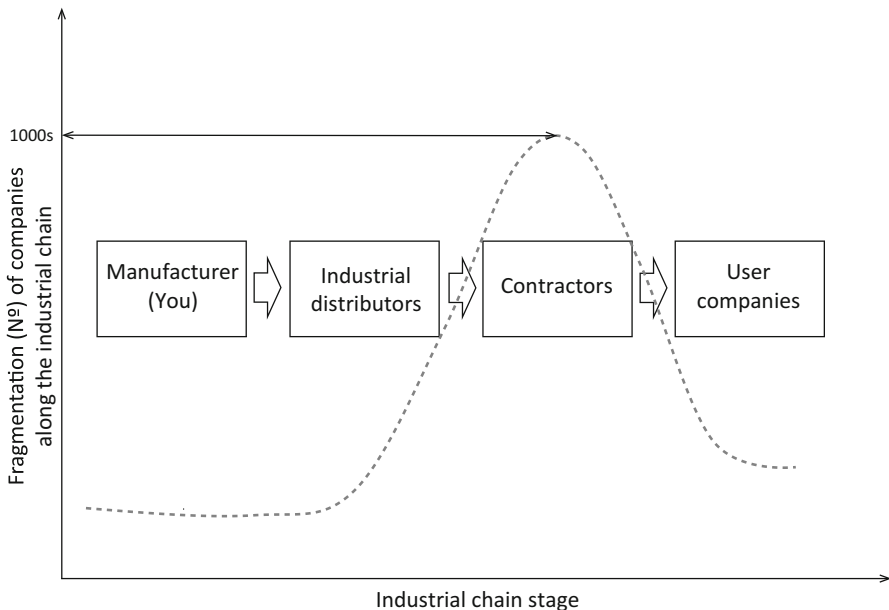 1000s
Fragmentation (Nº) of companies
along the industrial chain
Manufacturer
(You)
Industrial
distributors
Contractors
User
companies
Industrial chain stage